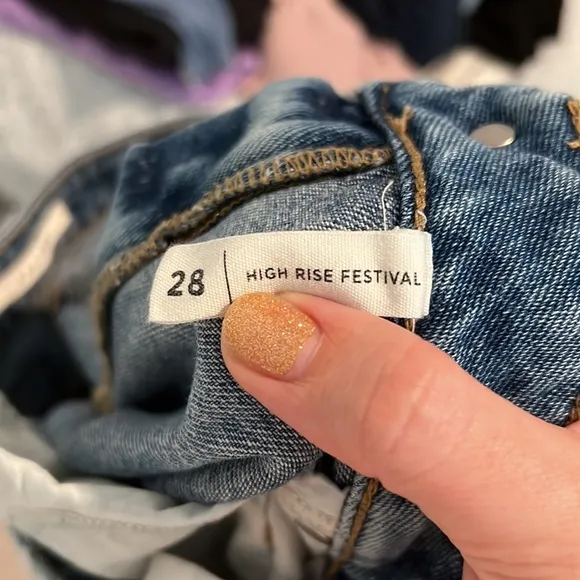 28 | HIGH RISE FESTIVAL